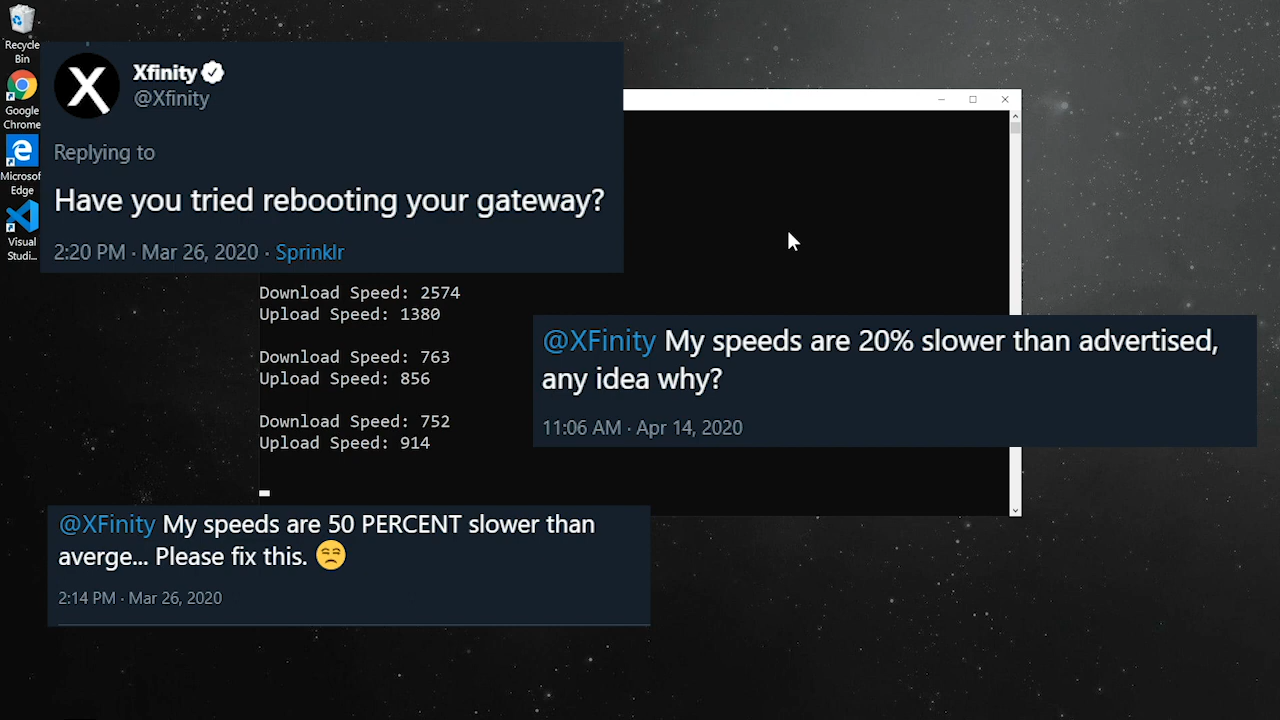 Recycle
Bin
Google
Chrome
Microsof
Edge
Visual
Studi...
Xfinity
@Xfinity
Replying to
Have you tried rebooting your gateway?
2:20 PM · Mar 26, 2020 · Sprinklr
Download Speed: 2574
Upload Speed: 1380
Download Speed: 763
Upload Speed: 856
Download Speed: 752
Upload Speed: 914
@XFinity My speeds are 20% slower than advertised,
any idea why?
11:06 AM · Apr 14, 2020
@XFinity My speeds are 50 PERCENT slower than
averge... Please fix this. 😒
2:14 PM · Mar 26, 2020